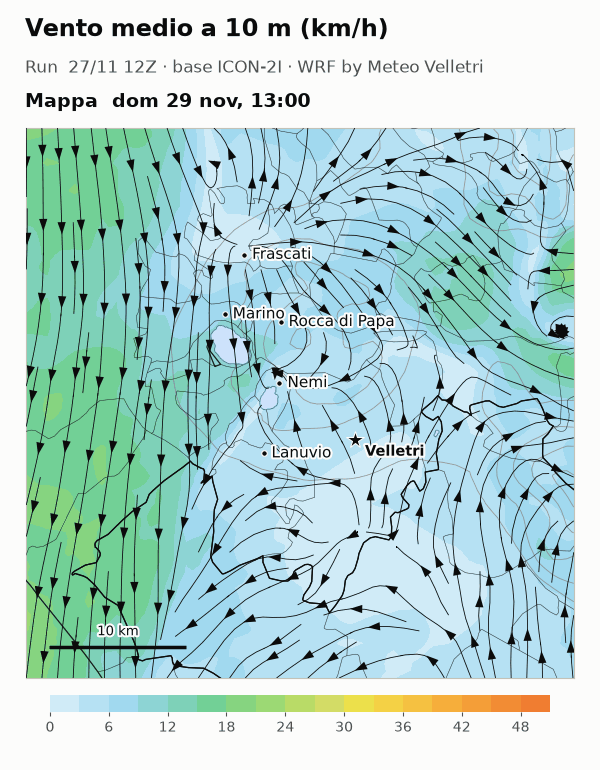 Vento medio a 10 m (km/h)
Run  27/11 12Z · base ICON-2I · WRF by Meteo Velletri
Mappa  dom 29 nov, 13:00
Frascati
Marino
Rocca di Papa
Nemi
Velletri
Lanuvio
10 km
0 6 12 18 24 30 36 42 48